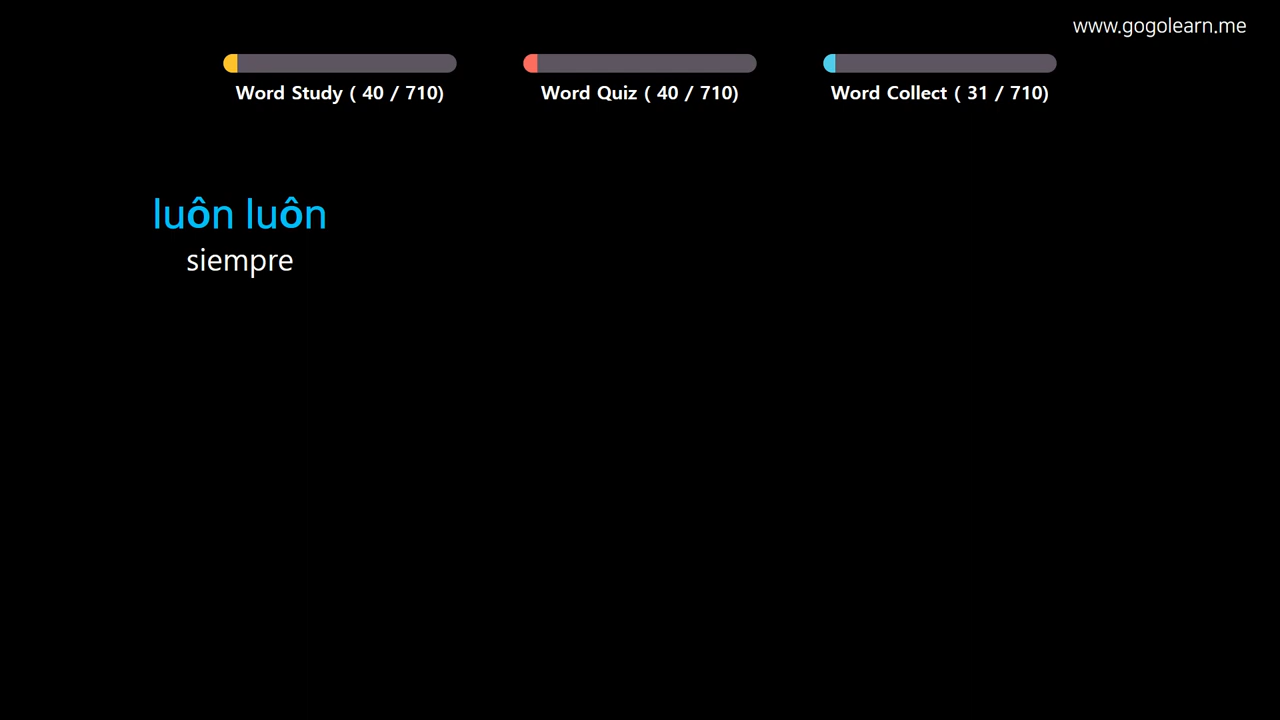 www.gogolearn.me
Word Study ( 40 / 710)
Word Quiz ( 40 / 710)
Word Collect ( 31 / 710)
luôn luôn
siempre